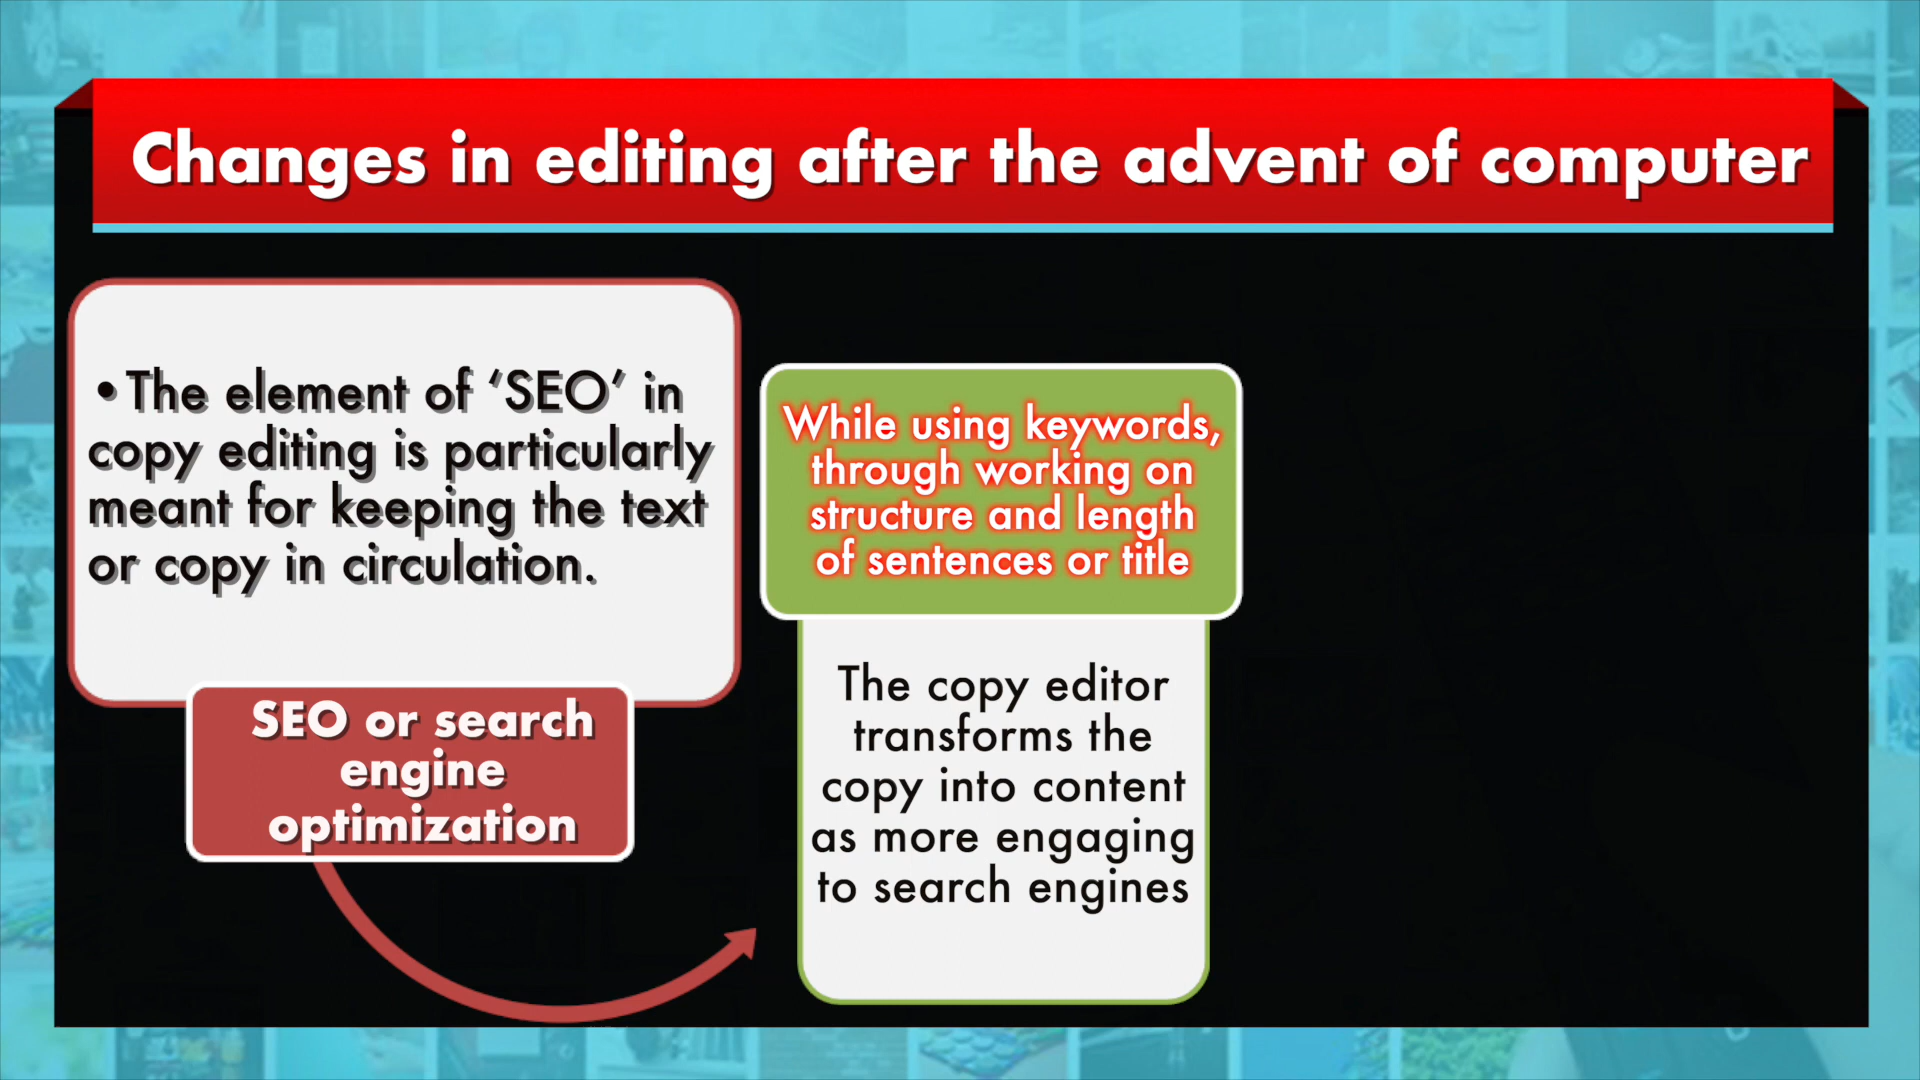 Changes in editing after the advent of computer
•The element of ‘SEO’ in
copy editing is particularly
meant for keeping the text
or copy in circulation.
SEO or search
engine
optimization
While using keywords,
through working on
structure and length
of sentences or title
The copy editor
transforms the
copy into content
as more engaging
to search engines